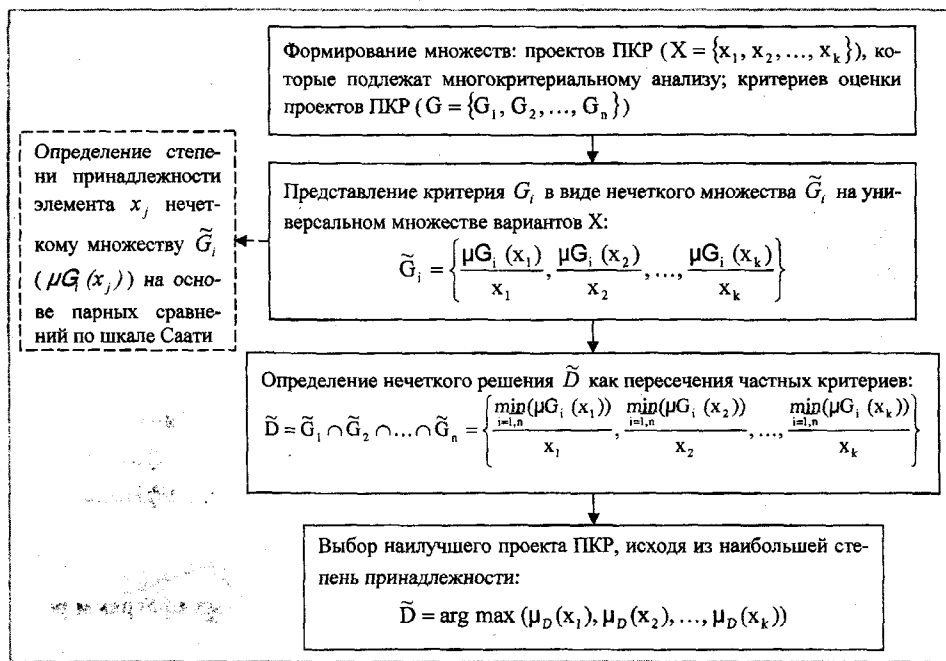 Формирование множеств: проектов ПКР (X = {x₁, x₂, ..., xₖ}), ко-
торые подлежат многокритериальному анализу; критериев оценки
проектов ПКР (G = {G₁, G₂, ..., Gₙ})
Определение степе-
ни принадлежности
элемента xⱼ нечет-
кому множеству G̃ᵢ
(μGᵢ(xⱼ)) на осно-
ве парных сравне-
ний по шкале Саати
Представление критерия Gᵢ в виде нечеткого множества G̃ᵢ на уни-
версальном множестве вариантов X:
G̃ᵢ = {μGᵢ(x₁)/x₁, μGᵢ(x₂)/x₂, ..., μGᵢ(xₖ)/xₖ}
Определение нечеткого решения D̃ как пересечения частных критериев:
D̃ = G̃₁ ∩ G̃₂ ∩ ... ∩ G̃ₙ = {min i=1,n (μGᵢ(x₁))/x₁, min i=1,n (μGᵢ(x₂))/x₂, ..., min i=1,n (μGᵢ(xₖ))/xₖ}
Выбор наилучшего проекта ПКР, исходя из наибольшей сте-
пень принадлежности:
D̃ = arg max (μ_D(x₁), μ_D(x₂), ..., μ_D(xₖ))